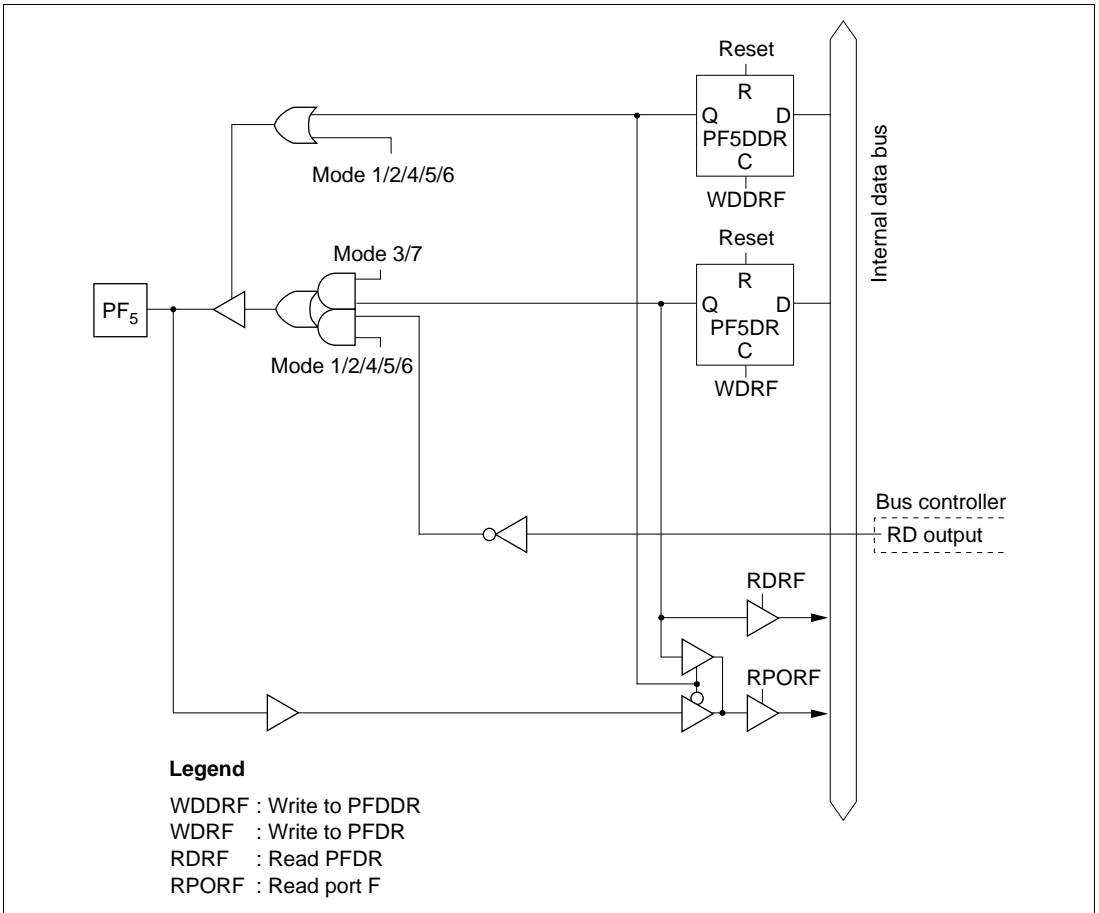 Reset
R
Q D
PF5DDR
C
WDDRF
Mode 1/2/4/5/6
Internal data bus
Reset
Mode 3/7
R
Q D
PF5DR
C
WDRF
PF5
Mode 1/2/4/5/6
Bus controller
RD output
RDRF
RPORF
Legend
WDDRF : Write to PFDDR
WDRF : Write to PFDR
RDRF : Read PFDR
RPORF : Read port F